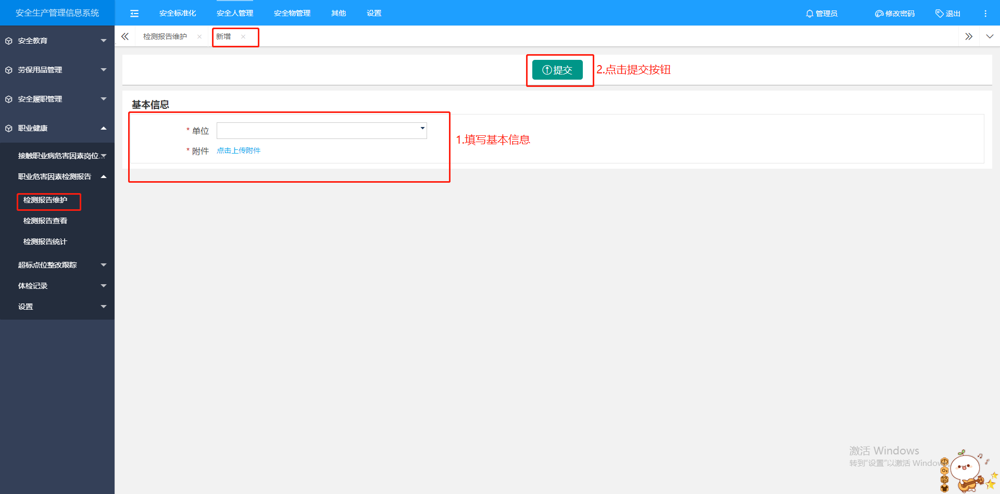 安全生产管理信息系统
安全标准化
安全人管理
安全物管理
其他
设置
管理员
修改密码
退出
检测报告维护
新增
安全教育
劳保用品管理
安全履职管理
职业健康
接触职业病危害因素岗位...
职业危害因素检测报告
检测报告维护
检测报告查看
检测报告统计
超标点位整改跟踪
体检记录
设置
提交
2.点击提交按钮
基本信息
* 单位
* 附件 点击上传附件
1.填写基本信息
激活 Windows
转到“设置”以激活 Windows。
中
简